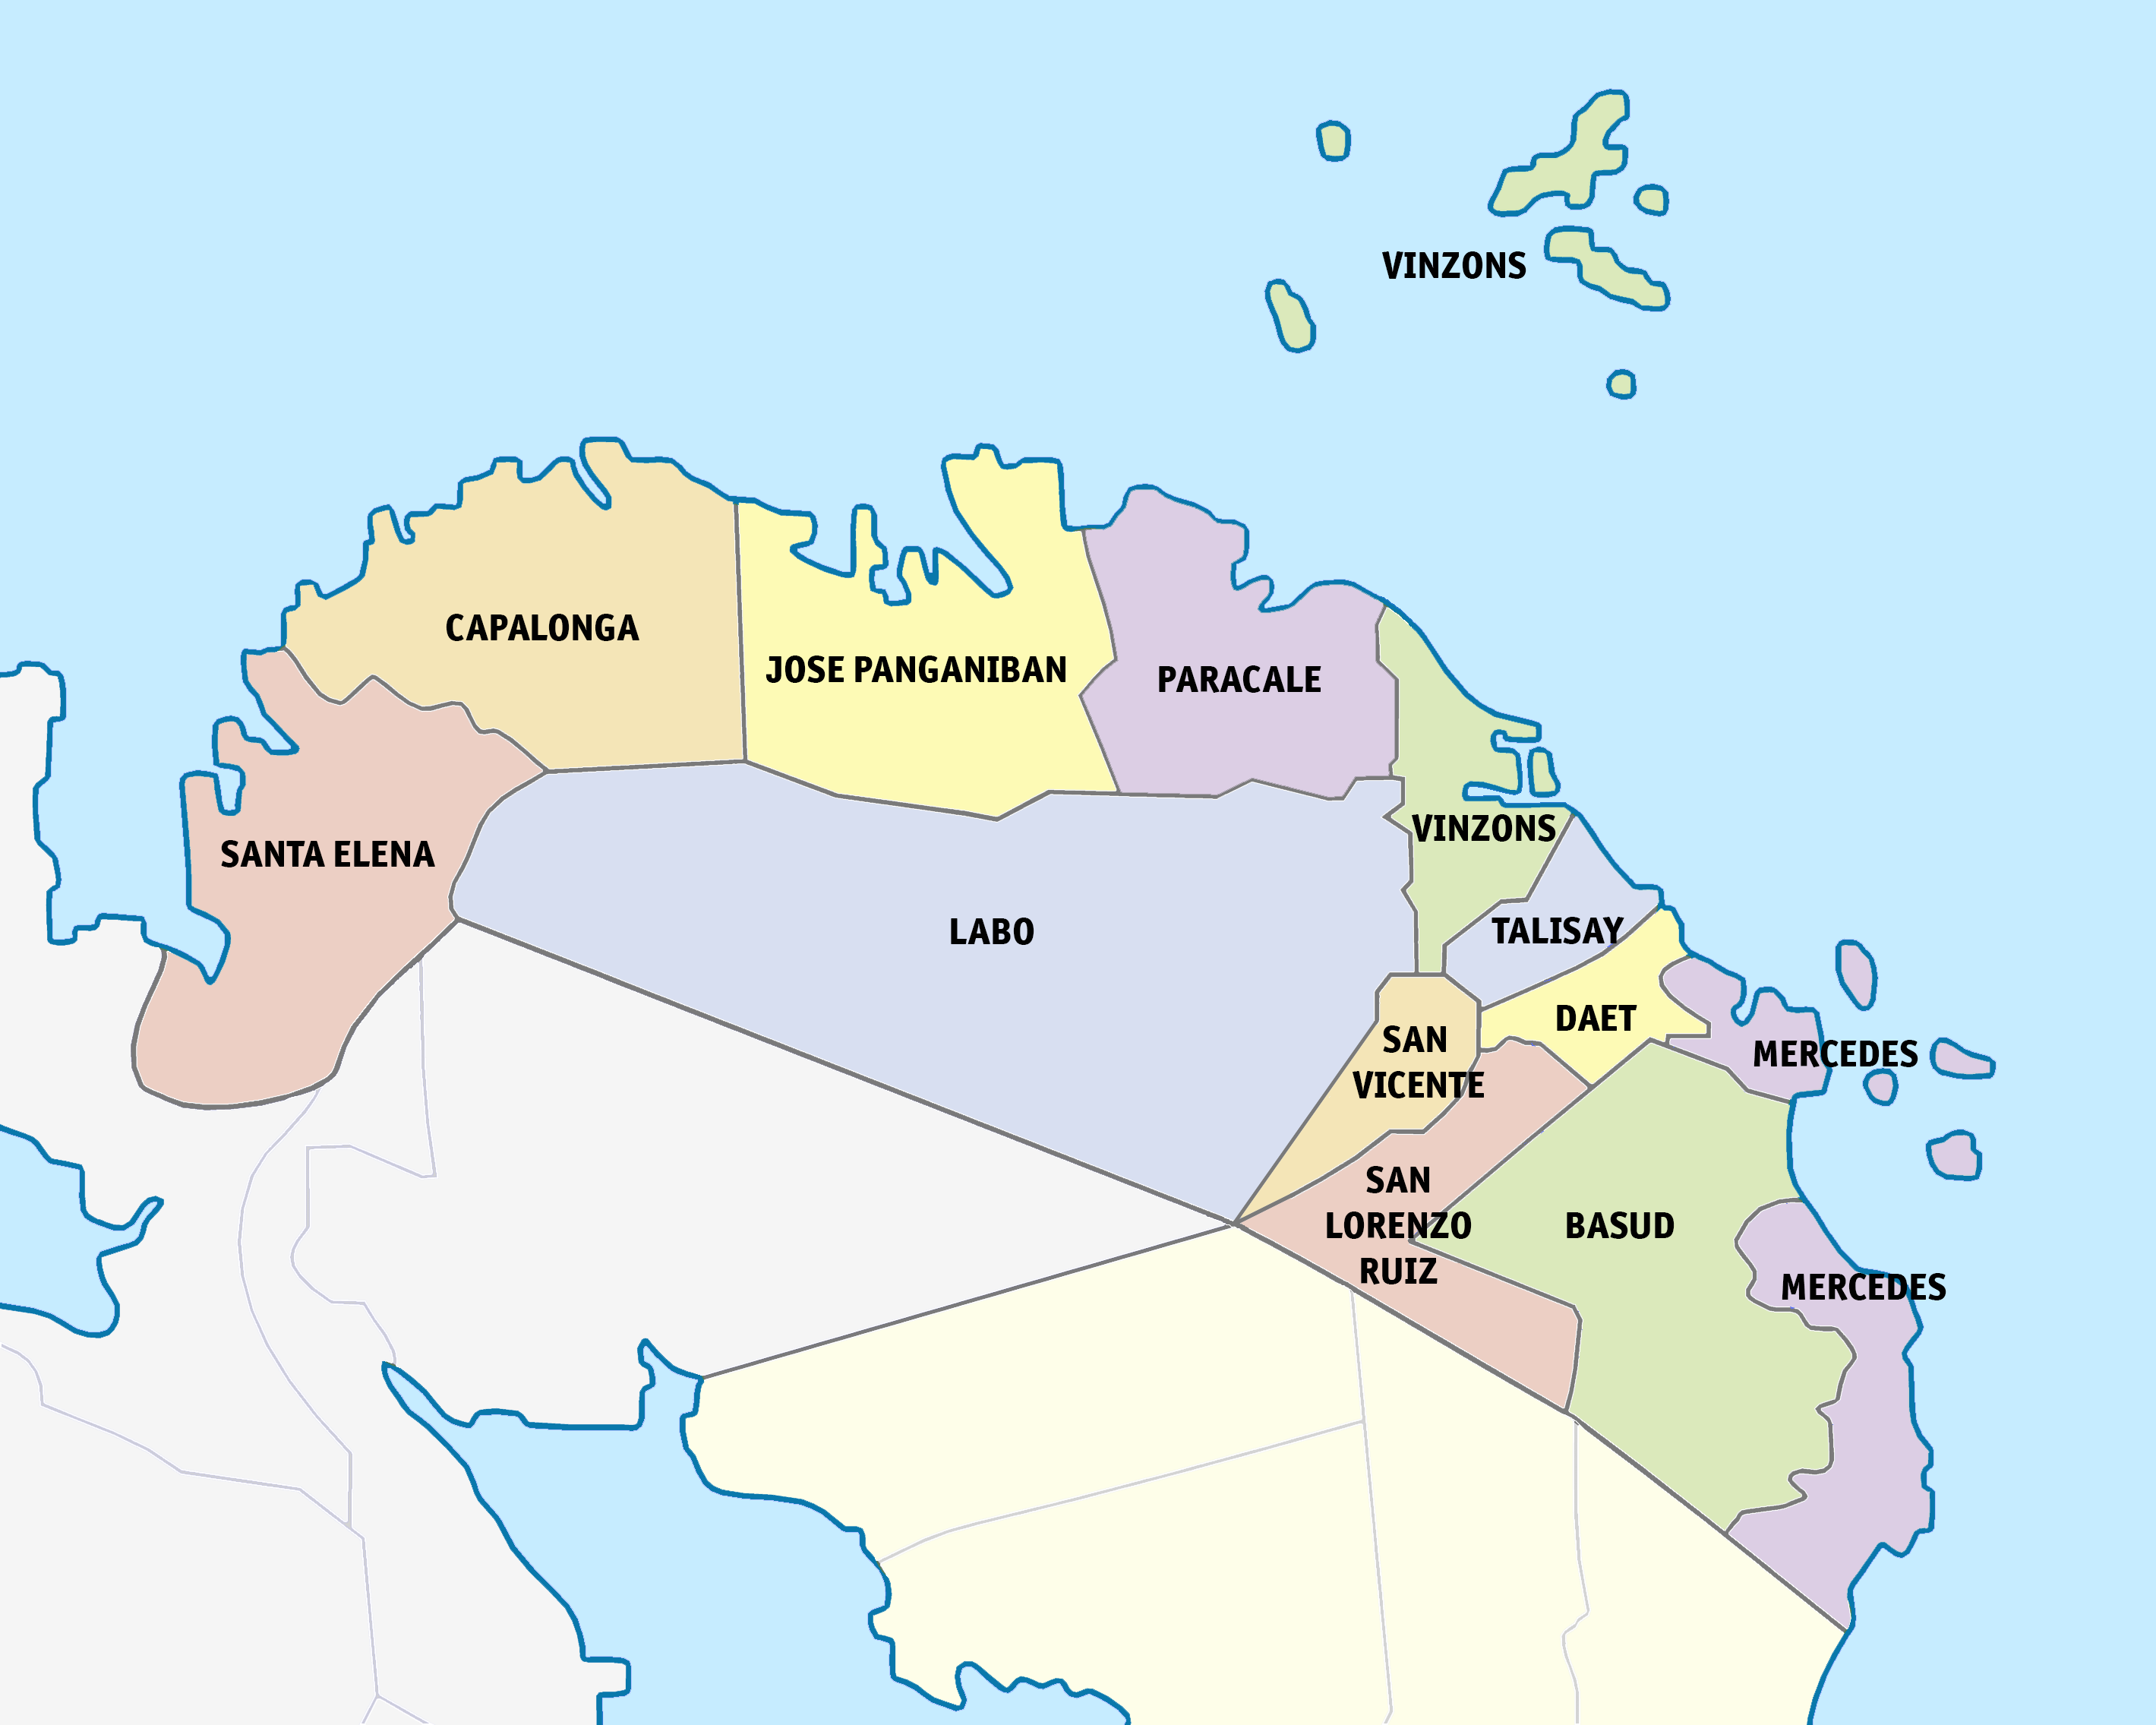 VINZONS
CAPALONGA
JOSE PANGANIBAN
PARACALE
VINZONS
SANTA ELENA
LABO
TALISAY
DAET
SAN
VICENTE
MERCEDES
SAN
LORENZO
RUIZ
BASUD
MERCEDES